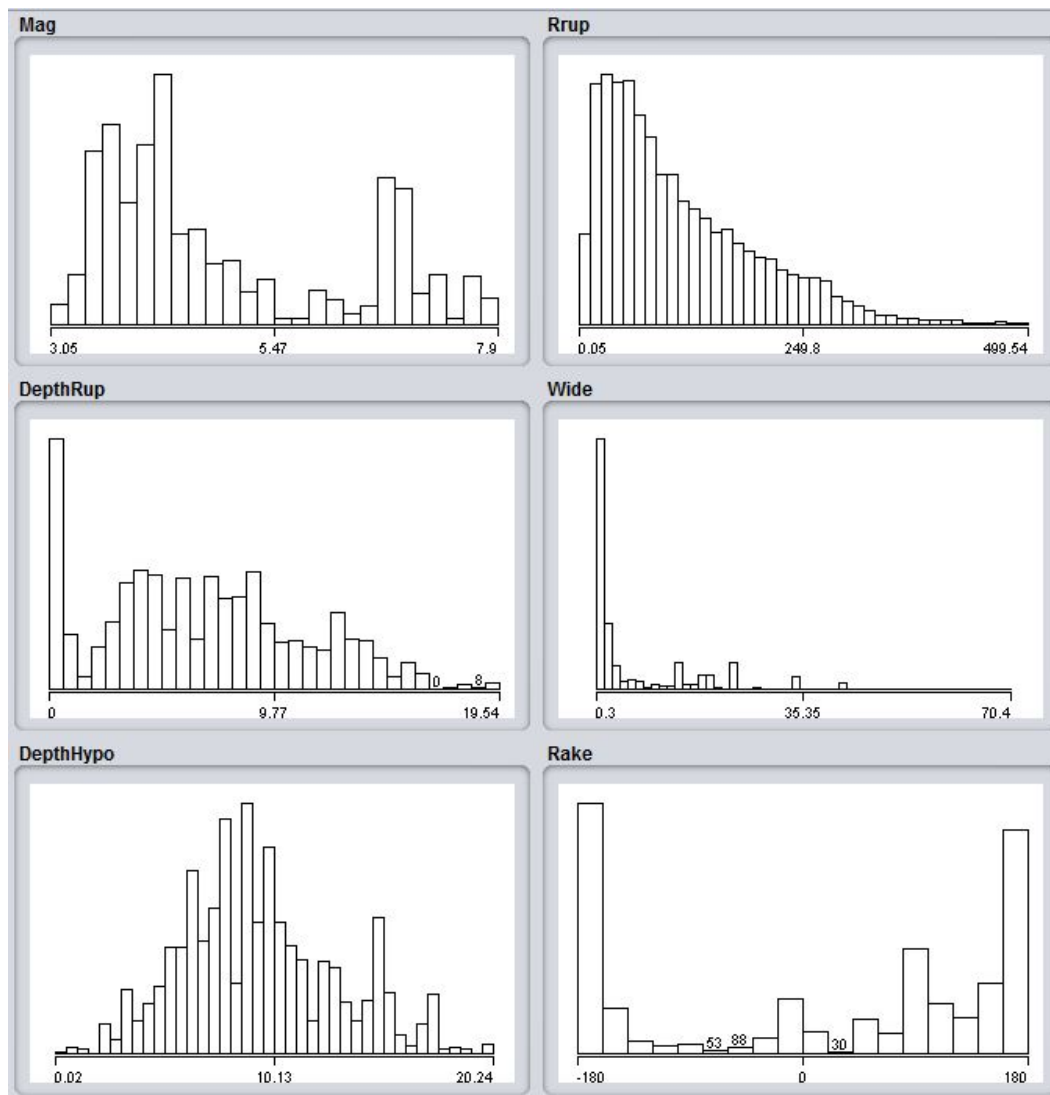 Mag
Rrup
3.05 5.47 7.9
0.05 249.8 499.54
DepthRup
Wide
0 8
0 9.77 19.54
0.3 35.35 70.4
DepthHypo
Rake
53 88 30
0.02 10.13 20.24
-180 0 180